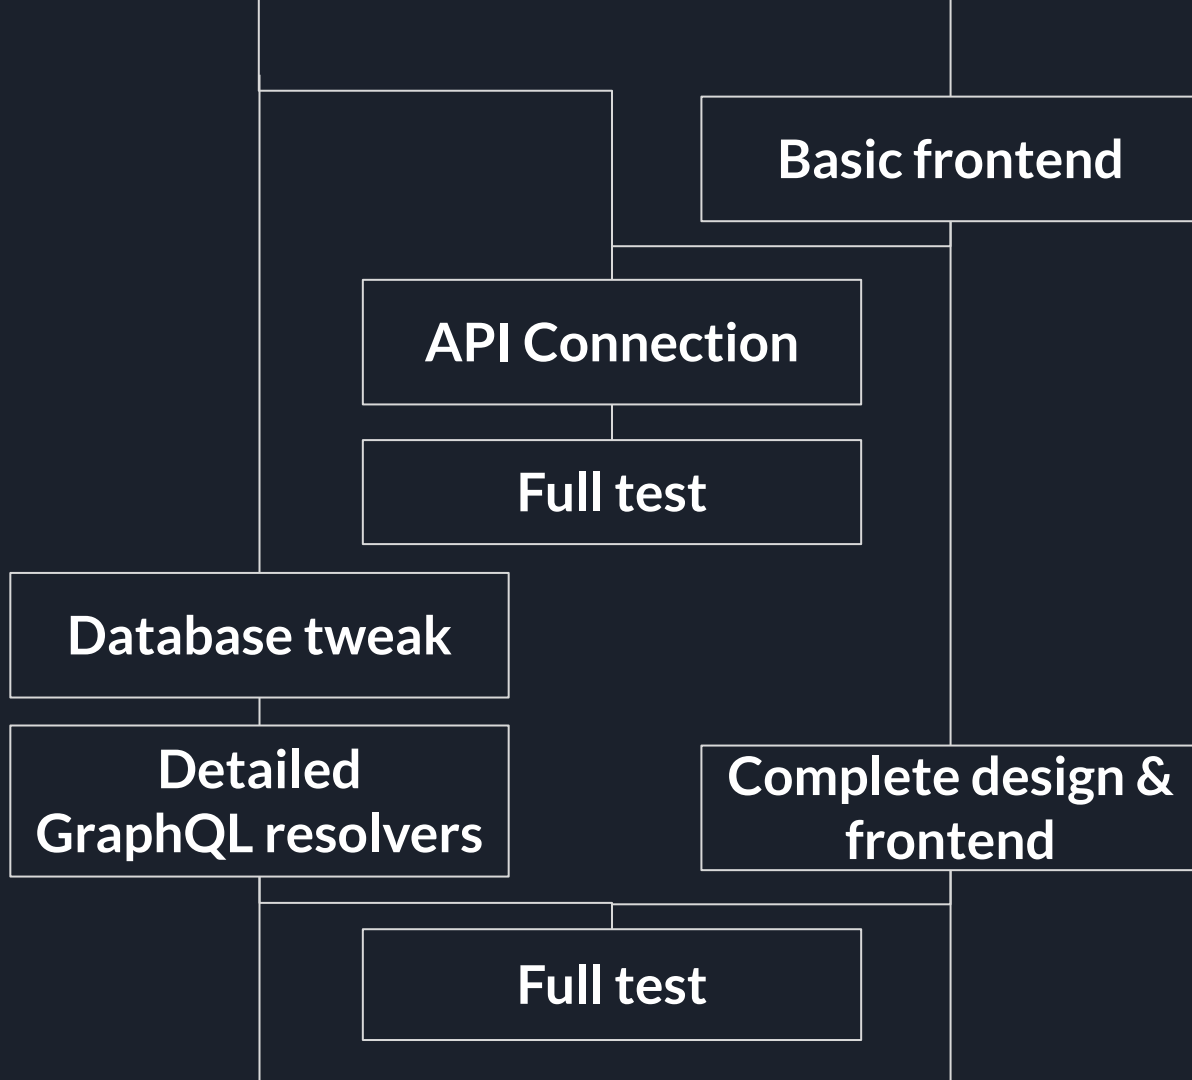 Basic frontend
API Connection
Full test
Database tweak
Detailed
GraphQL resolvers
Complete design &
frontend
Full test